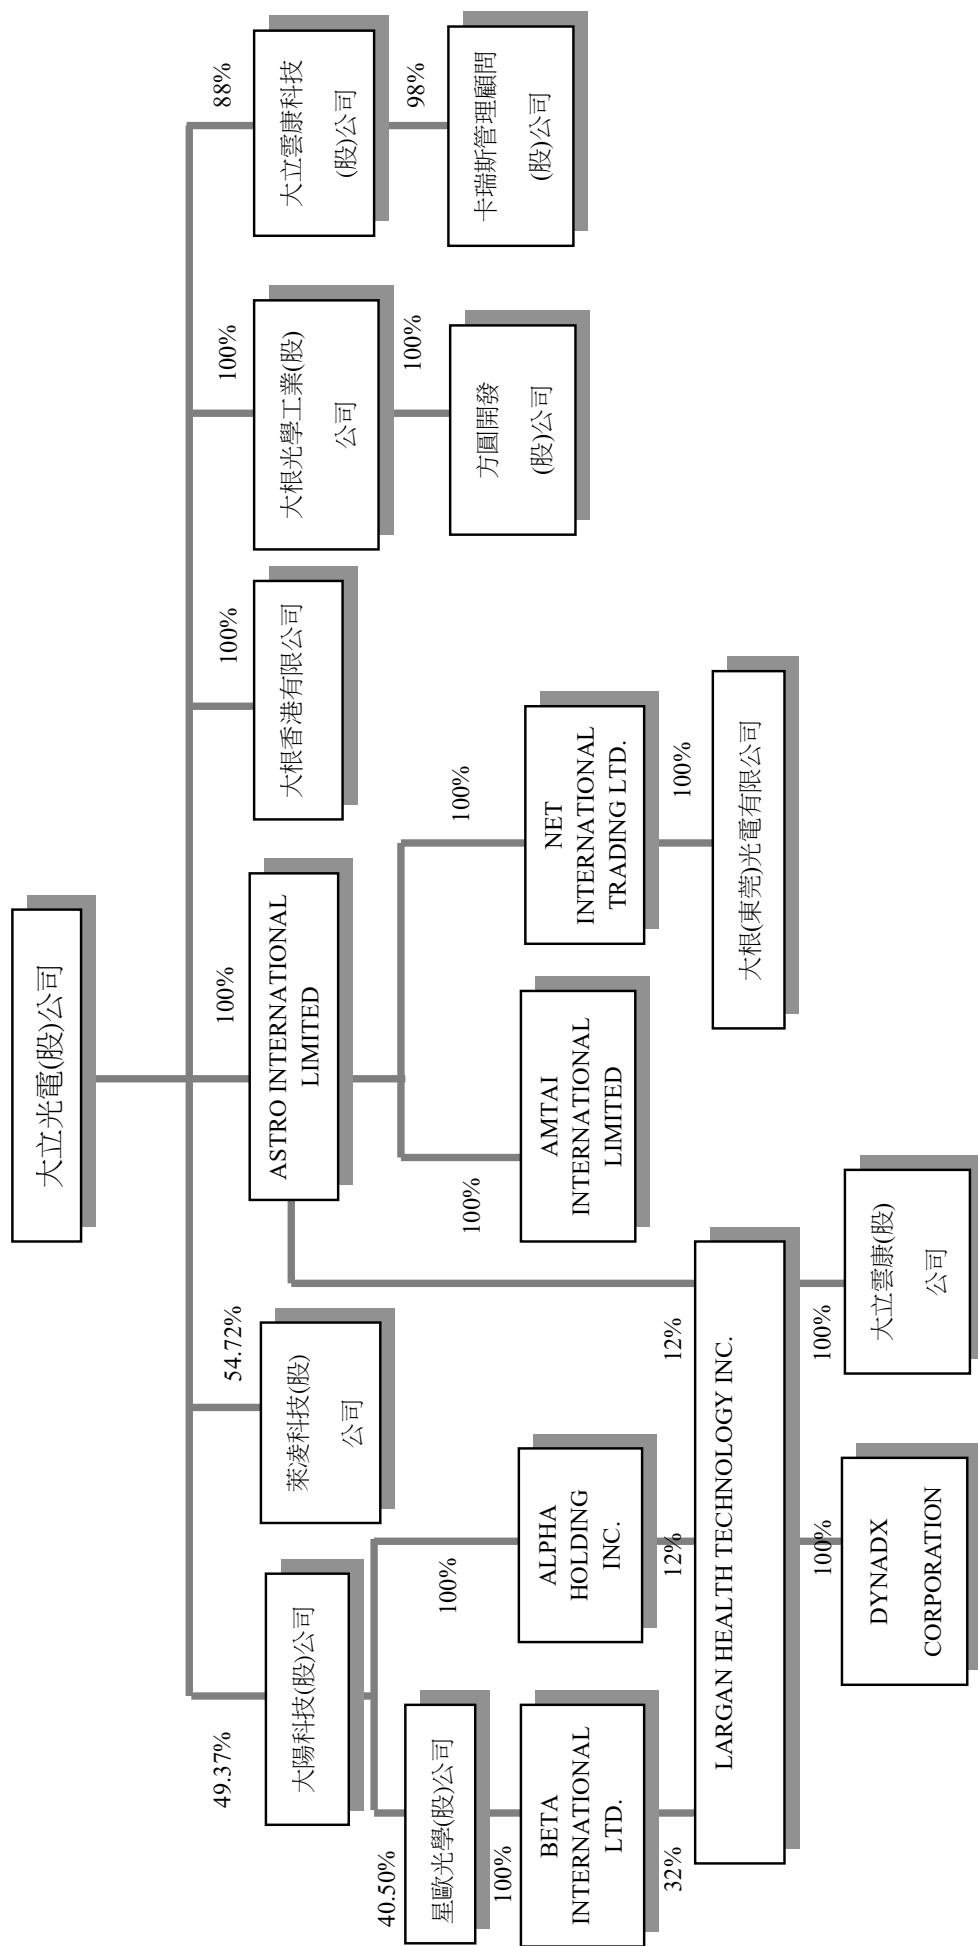 大立光電(股)公司
49.37%
54.72%
100%
100%
100%
88%
大陽科技(股)公司
萊凌科技(股)
公司
ASTRO INTERNATIONAL
LIMITED
大根香港有限公司
大根光學工業(股)
公司
大立雲康科技
(股)公司
40.50%
100%
100%
100%
100%
98%
星歐光學(股)公司
方圓開發
(股)公司
卡瑞斯管理顧問
(股)公司
100%
BETA
INTERNATIONAL
LTD.
ALPHA
HOLDING
INC.
AMTAI
INTERNATIONAL
LIMITED
NET
INTERNATIONAL
TRADING LTD.
32%
12%
12%
100%
LARGAN HEALTH TECHNOLOGY INC.
大根(東莞)光電有限公司
100%
100%
DYNADX
CORPORATION
大立雲康(股)
公司